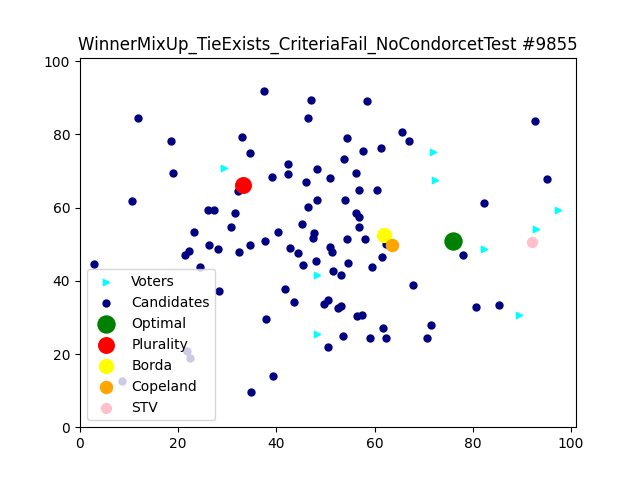 WinnerMixUp_TieExists_CriteriaFail_NoCondorcetTest #9855
100
80
60
40
20
0
Voters
Candidates
Optimal
Plurality
Borda
Copeland
STV
0 20 40 60 80 100